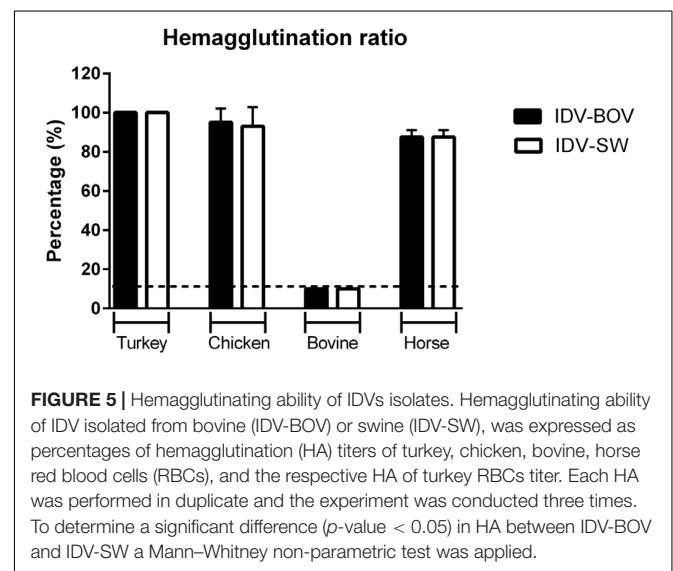 Hemagglutination ratio
Percentage (%)
120
100
80
60
40
20
0
Turkey Chicken Bovine Horse
IDV-BOV
IDV-SW
FIGURE 5 | Hemagglutinating ability of IDVs isolates. Hemagglutinating ability
of IDV isolated from bovine (IDV-BOV) or swine (IDV-SW), was expressed as
percentages of hemagglutination (HA) titers of turkey, chicken, bovine, horse
red blood cells (RBCs), and the respective HA of turkey RBCs titer. Each HA
was performed in duplicate and the experiment was conducted three times.
To determine a significant difference (p-value < 0.05) in HA between IDV-BOV
and IDV-SW a Mann–Whitney non-parametric test was applied.